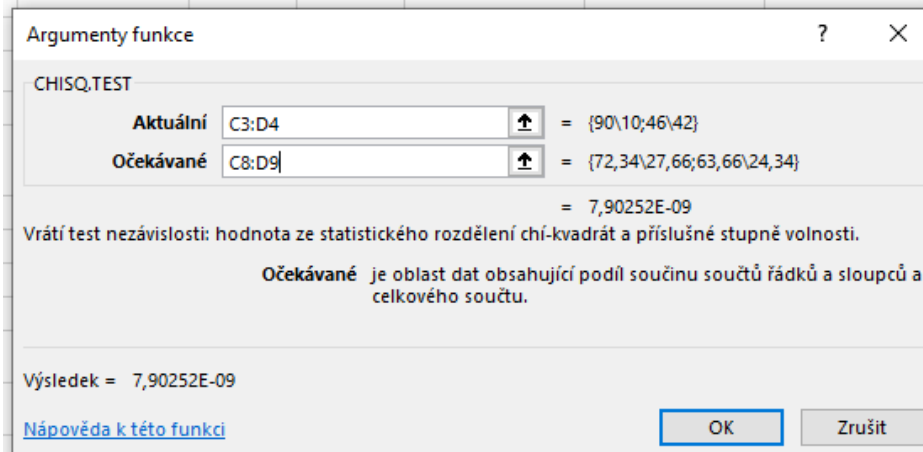 Argumenty funkce ? ×
CHISQ.TEST
Aktuální C3:D4 = {90\10;46\42}
Očekávané C8:D9 = {72,34\27,66;63,66\24,34}
= 7,90252E-09
Vrátí test nezávislosti: hodnota ze statistického rozdělení chí-kvadrát a příslušné stupně volnosti.
Očekávané je oblast dat obsahující podíl součinu součtů řádků a sloupců a
celkového součtu.
Výsledek = 7,90252E-09
Nápověda k této funkci OK Zrušit